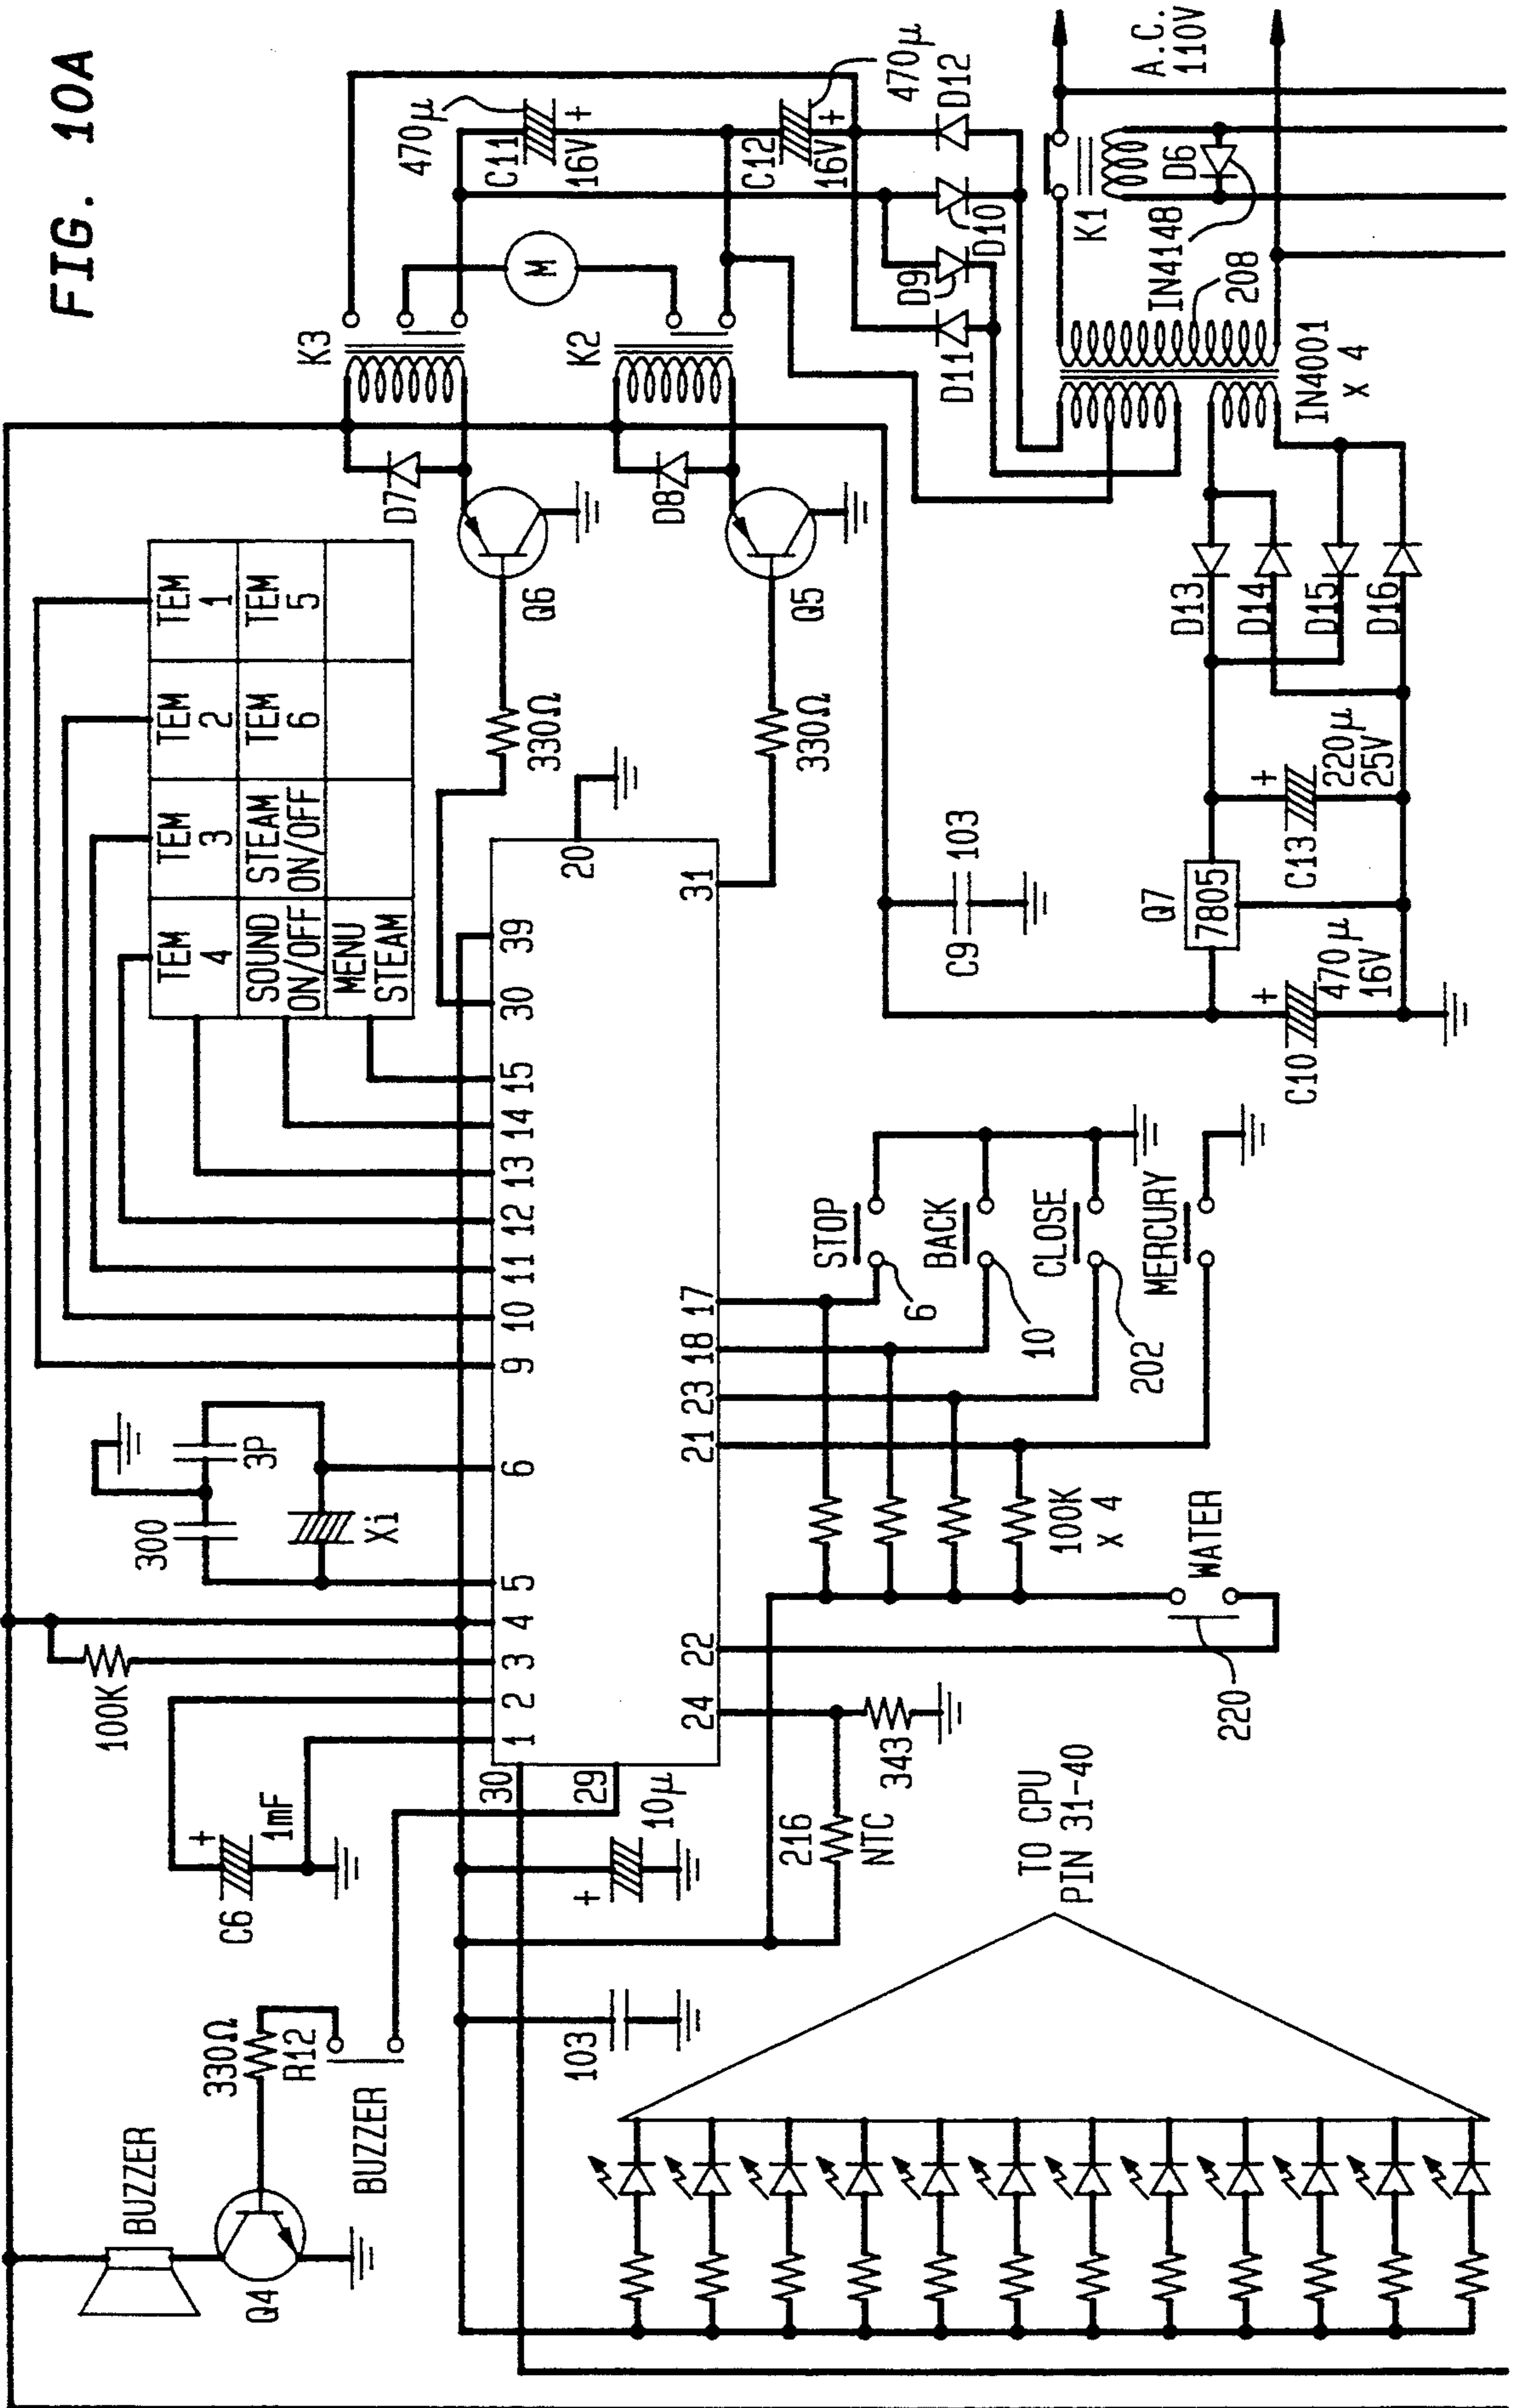 FIG. 10A
BUZZER
Q4
330Ω
R12
BUZZER
C6
+
1mF
100K
300
3P
Xi
TEM 4
TEM 3
TEM 2
TEM 1
SOUND ON/OFF
STEAM ON/OFF
TEM 6
TEM 5
MENU STEAM
K3
D7
Q6
330Ω
K2
D8
Q5
330Ω
M
470μ
C11
16V
+
C12
16V
+
470μ
D12
D10
D9
D11
A.C.
110V
K1
D6
IN4148
208
IN4001
x 4
1
2
3
4
5
6
9
10
11
12
13
14
15
30
39
20
30
29
24
22
21
23
18
17
31
103
+
10μ
216
NTC
343
100K
x 4
WATER
220
STOP
6
BACK
10
CLOSE
202
MERCURY
C9
103
Q7
7805
C10
+
470μ
16V
C13
+
220μ
25V
D13
D14
D15
D16
TO CPU
PIN 31-40